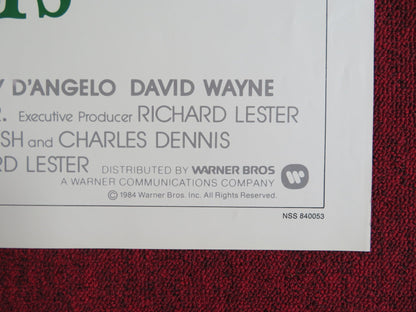 Y D'ANGELO DAVID WAYNE
R. Executive Producer RICHARD LESTER
SH and CHARLES DENNIS
RD LESTER DISTRIBUTED BY WARNER BROS
A WARNER COMMUNICATIONS COMPANY
© 1984 Warner Bros. Inc. All Rights Reserved.
NSS 840053